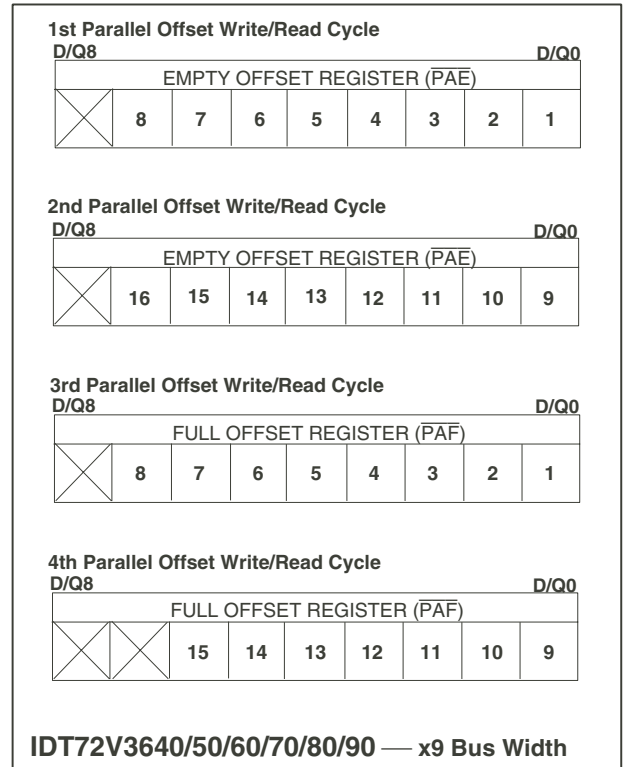 1st Parallel Offset Write/Read Cycle
D/Q8 D/Q0
EMPTY OFFSET REGISTER (P̅A̅E̅)
8 7 6 5 4 3 2 1
2nd Parallel Offset Write/Read Cycle
D/Q8 D/Q0
EMPTY OFFSET REGISTER (P̅A̅E̅)
16 15 14 13 12 11 10 9
3rd Parallel Offset Write/Read Cycle
D/Q8 D/Q0
FULL OFFSET REGISTER (P̅A̅F̅)
8 7 6 5 4 3 2 1
4th Parallel Offset Write/Read Cycle
D/Q8 D/Q0
FULL OFFSET REGISTER (P̅A̅F̅)
15 14 13 12 11 10 9
IDT72V3640/50/60/70/80/90 — x9 Bus Width